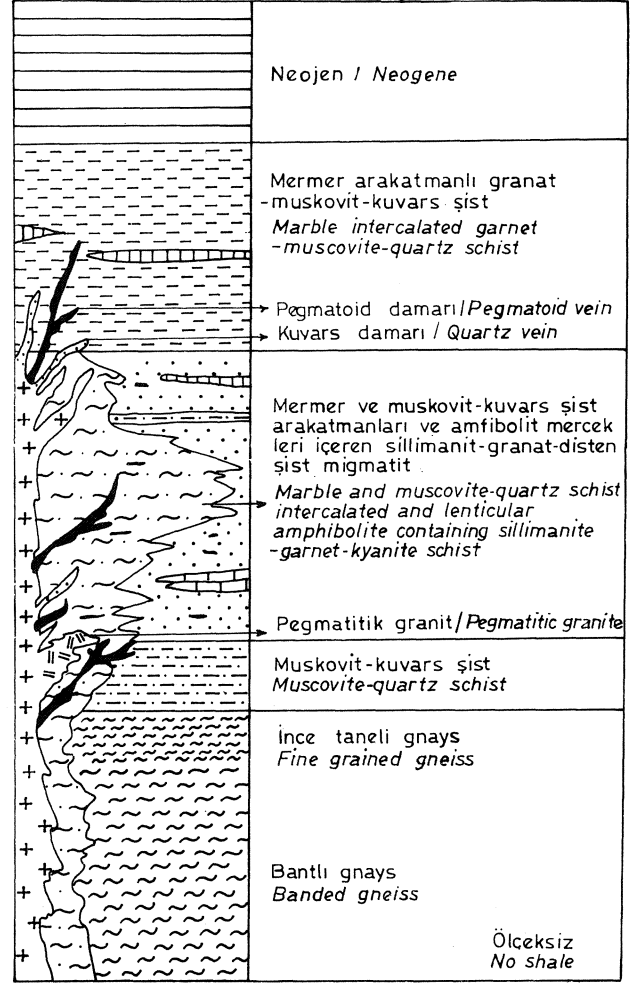 Neojen / Neogene
Mermer arakatmanlı granat
-muskovit-kuvars şist
Marble intercalated garnet
-muscovite-quartz schist
Pegmatoid damarı/Pegmatoid vein
Kuvars damarı / Quartz vein
Mermer ve muskovit-kuvars şist
arakatmanları ve amfibolit mercek
leri içeren sillimanit-granat-disten
şist migmatit
Marble and muscovite-quartz schist
intercalated and lenticular
amphibolite containing sillimanite
-garnet-kyanite schist
Pegmatitik granit/Pegmatitic granite
Muskovit-kuvars şist
Muscovite-quartz schist
İnce taneli gnays
Fine grained gneiss
Bantlı gnays
Banded gneiss
Ölçeksiz
No shale